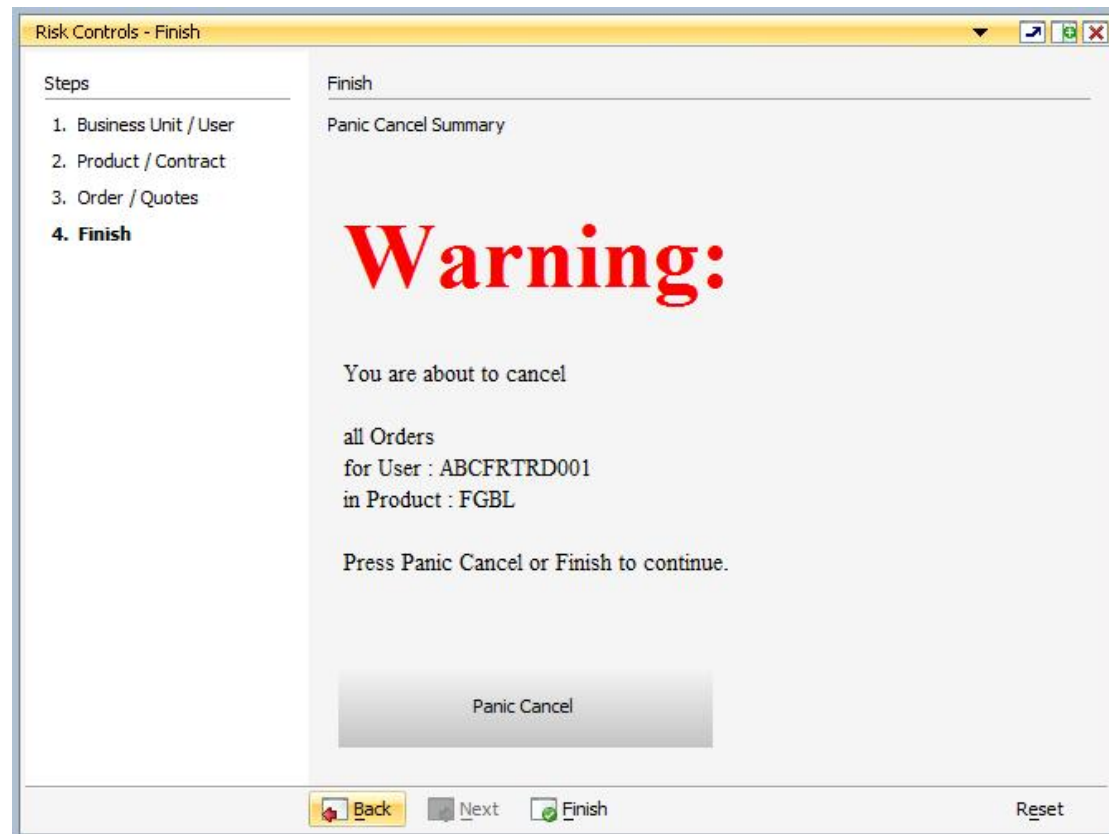 Risk Controls - Finish
Steps
1. Business Unit / User
2. Product / Contract
3. Order / Quotes
4. Finish
Finish
Panic Cancel Summary
Warning:
You are about to cancel
all Orders
for User : ABCFRTRD001
in Product : FGBL
Press Panic Cancel or Finish to continue.
Panic Cancel
Back Next Finish Reset